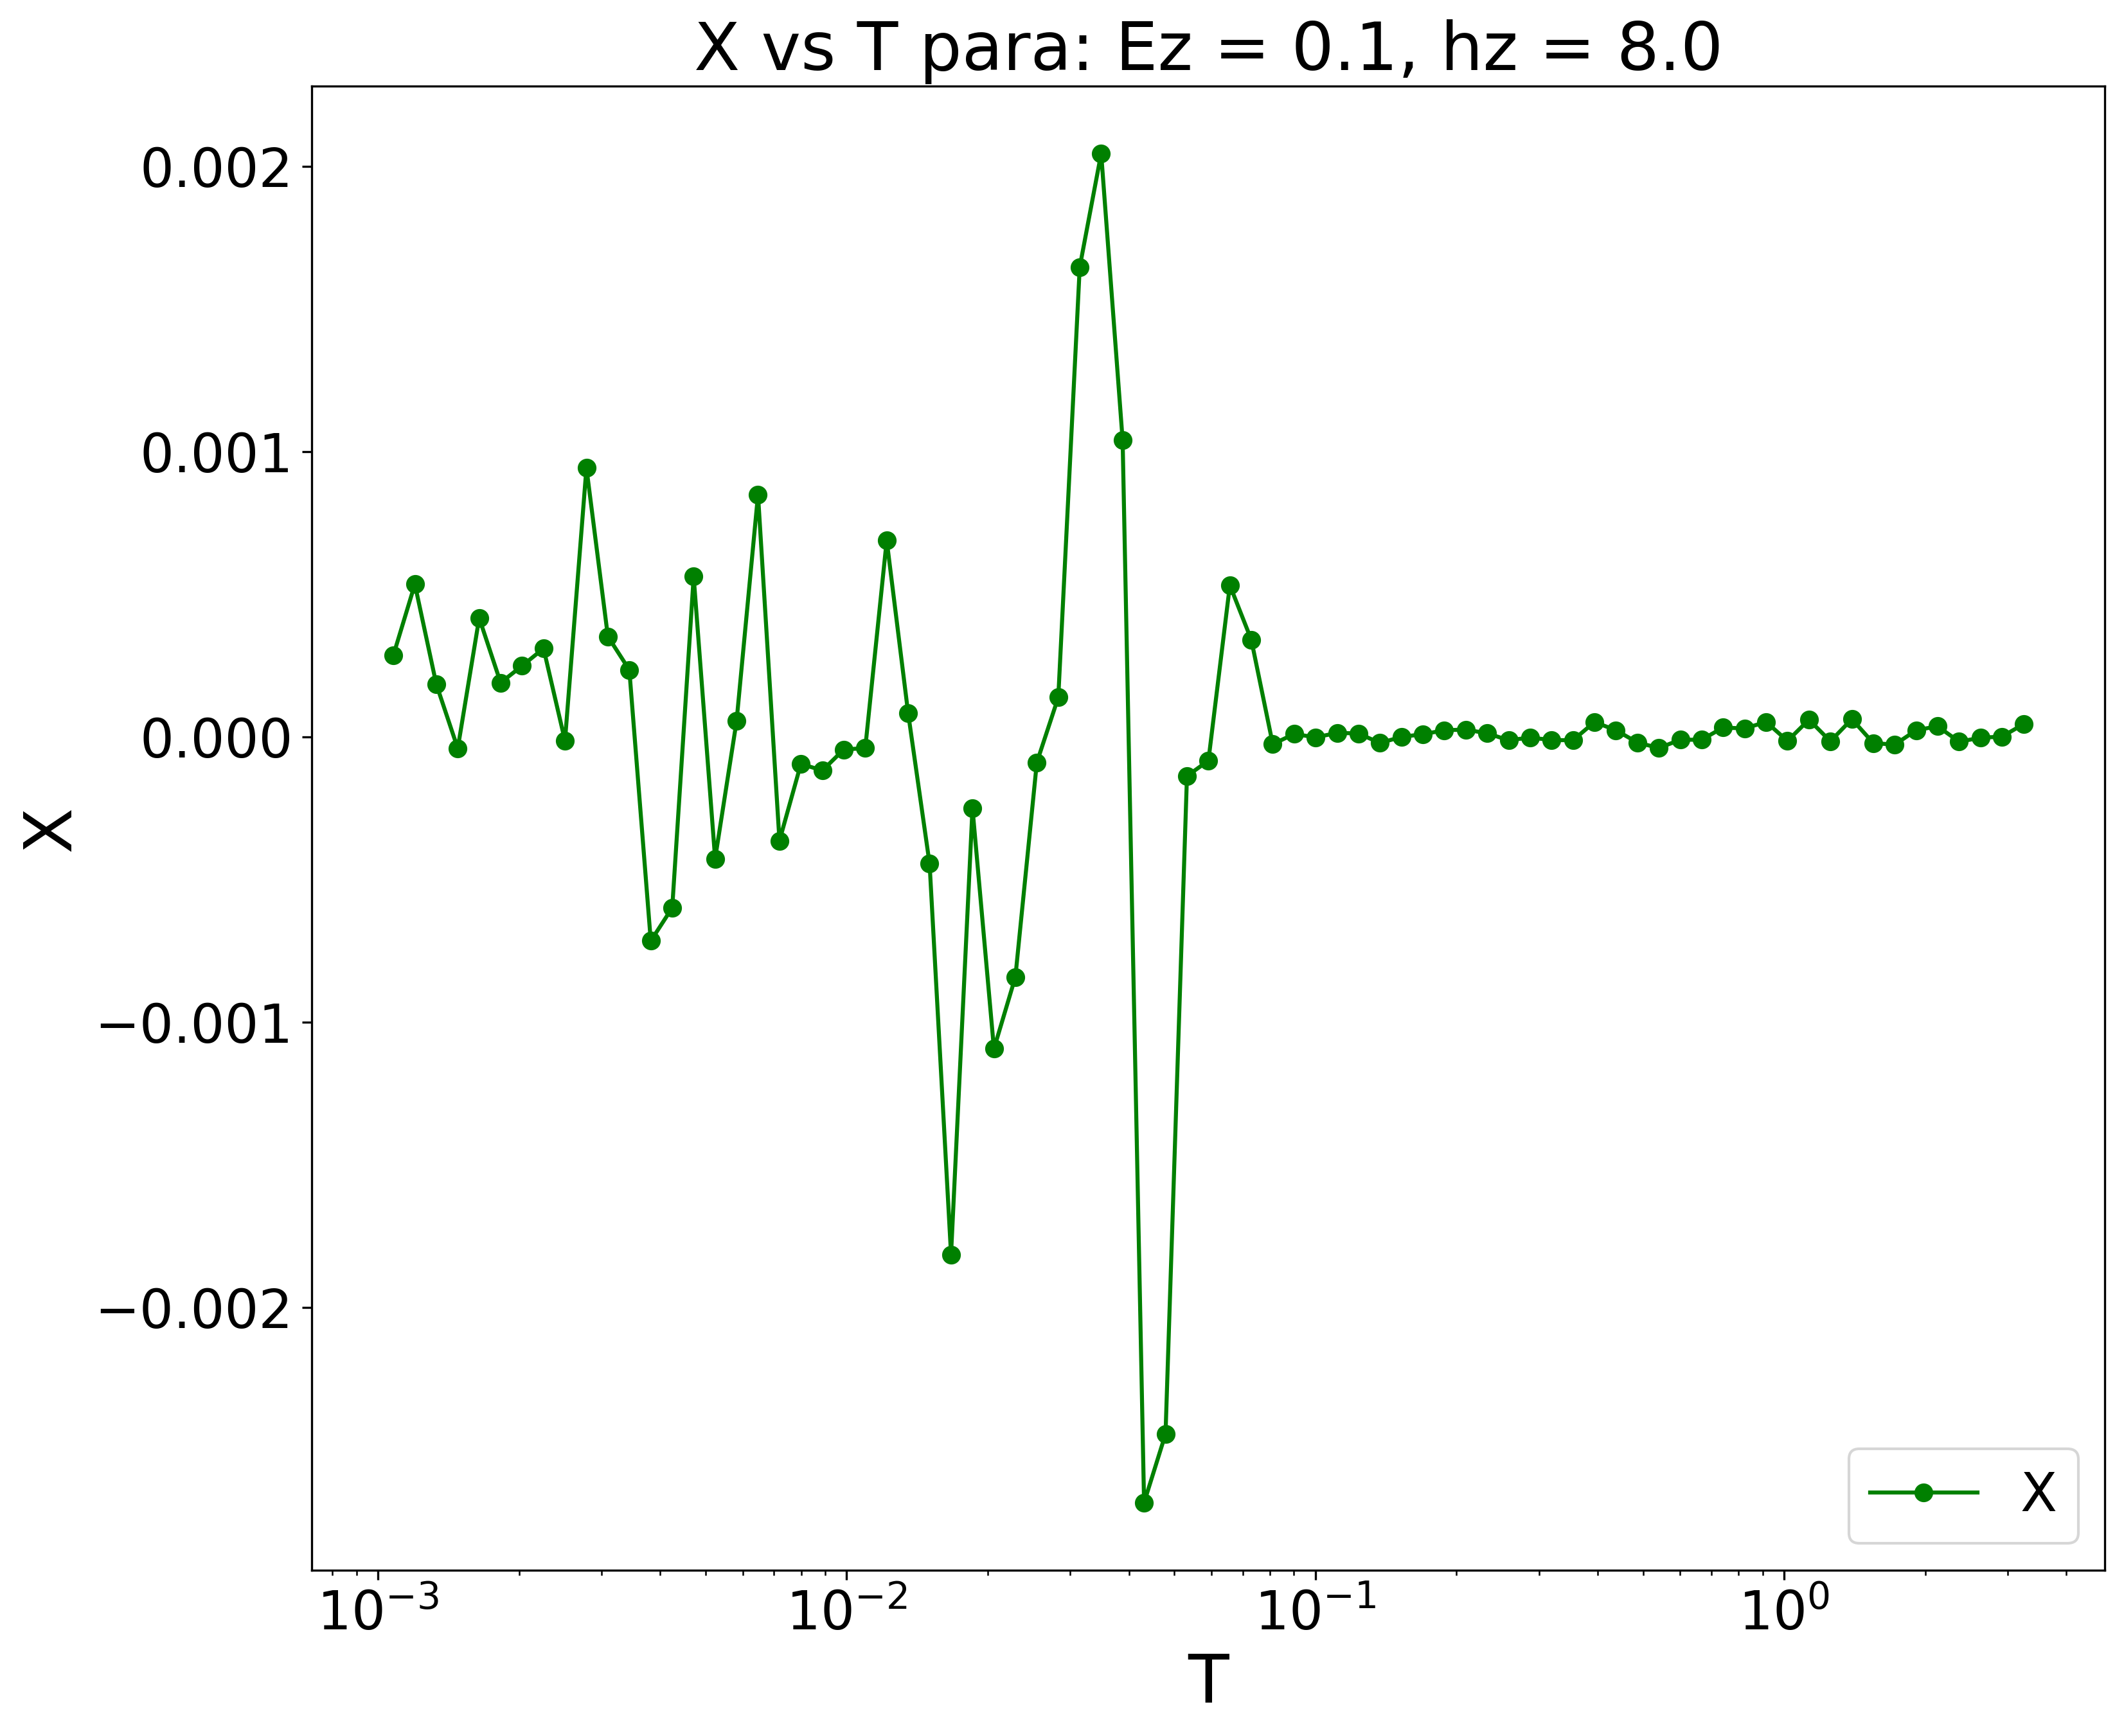 X vs T para: Ez = 0.1, hz = 8.0
0.002
0.001
0.000
−0.001
−0.002
X
10⁻³ 10⁻² 10⁻¹ 10⁰
T
X